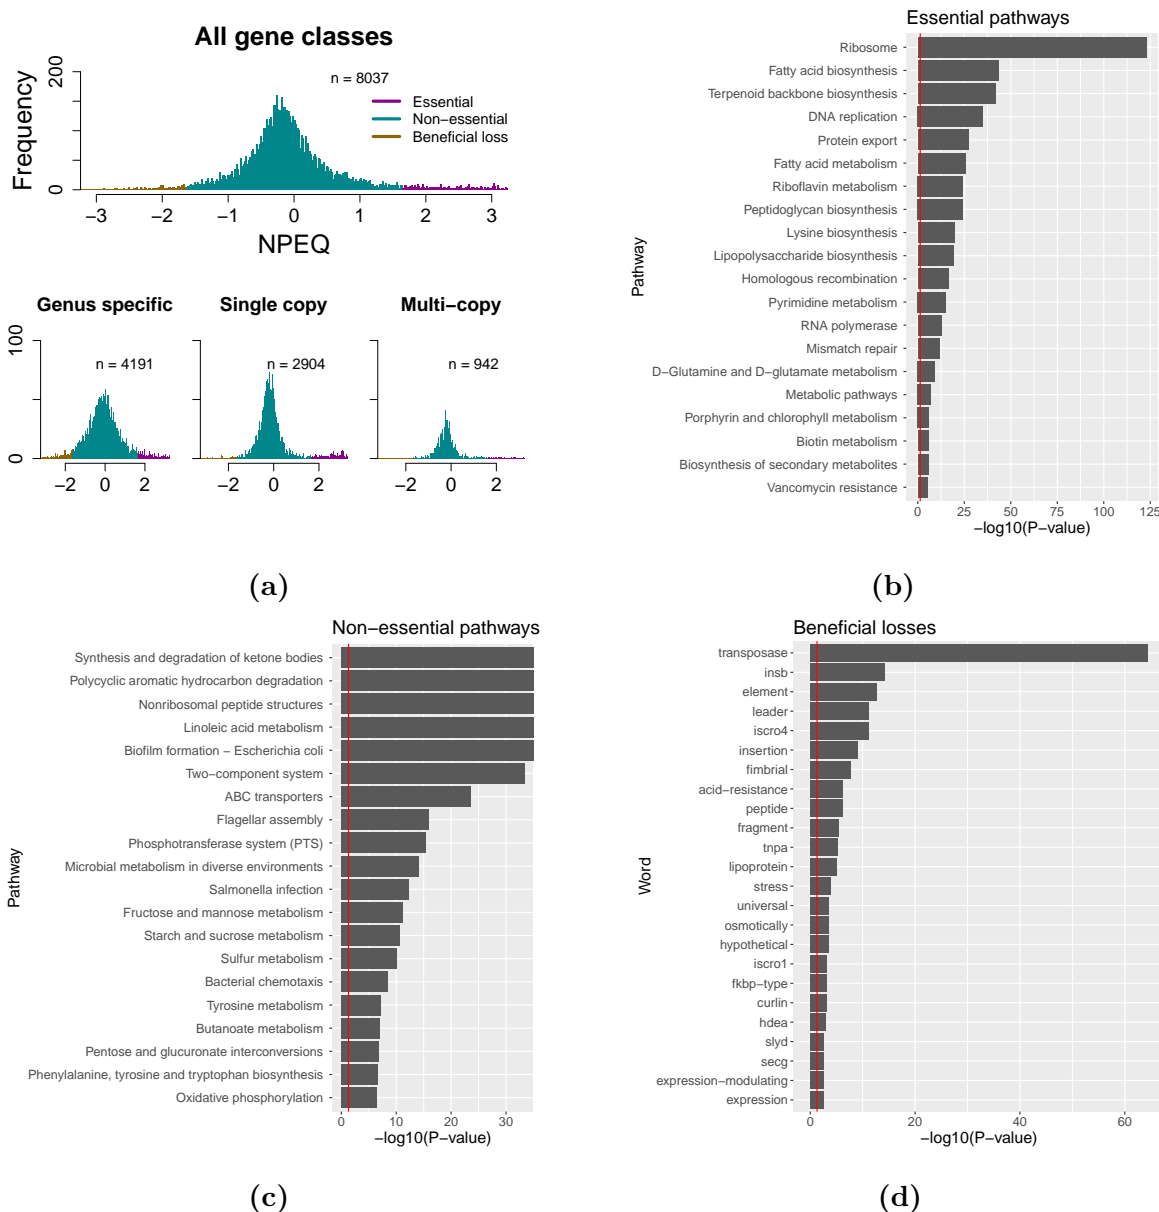 All gene classes
n = 8037
Frequency
200
0
Essential
Non−essential
Beneficial loss
−3 −2 −1 0 1 2 3
NPEQ
Genus specific
Single copy
Multi−copy
100
0
n = 4191
n = 2904
n = 942
−2 0 2
−2 0 2
−2 0 2
(a)
Essential pathways
Pathway
Ribosome
Fatty acid biosynthesis
Terpenoid backbone biosynthesis
DNA replication
Protein export
Fatty acid metabolism
Riboflavin metabolism
Peptidoglycan biosynthesis
Lysine biosynthesis
Lipopolysaccharide biosynthesis
Homologous recombination
Pyrimidine metabolism
RNA polymerase
Mismatch repair
D−Glutamine and D−glutamate metabolism
Metabolic pathways
Porphyrin and chlorophyll metabolism
Biotin metabolism
Biosynthesis of secondary metabolites
Vancomycin resistance
0 25 50 75 100 125
−log10(P−value)
(b)
Non−essential pathways
Pathway
Synthesis and degradation of ketone bodies
Polycyclic aromatic hydrocarbon degradation
Nonribosomal peptide structures
Linoleic acid metabolism
Biofilm formation − Escherichia coli
Two−component system
ABC transporters
Flagellar assembly
Phosphotransferase system (PTS)
Microbial metabolism in diverse environments
Salmonella infection
Fructose and mannose metabolism
Starch and sucrose metabolism
Sulfur metabolism
Bacterial chemotaxis
Tyrosine metabolism
Butanoate metabolism
Pentose and glucuronate interconversions
Phenylalanine, tyrosine and tryptophan biosynthesis
Oxidative phosphorylation
0 10 20 30
−log10(P−value)
(c)
Beneficial losses
Word
transposase
insb
element
leader
iscro4
insertion
fimbrial
acid−resistance
peptide
fragment
tnpa
lipoprotein
stress
universal
osmotically
hypothetical
iscro1
fkbp−type
curlin
hdea
slyd
secg
expression−modulating
expression
0 20 40 60
−log10(P−value)
(d)